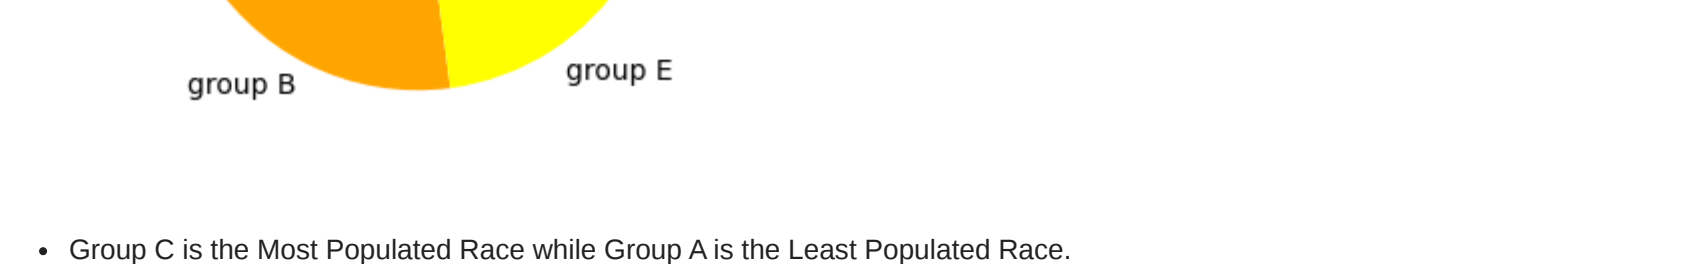 group E
group B
Group C is the Most Populated Race while Group A is the Least Populated Race.